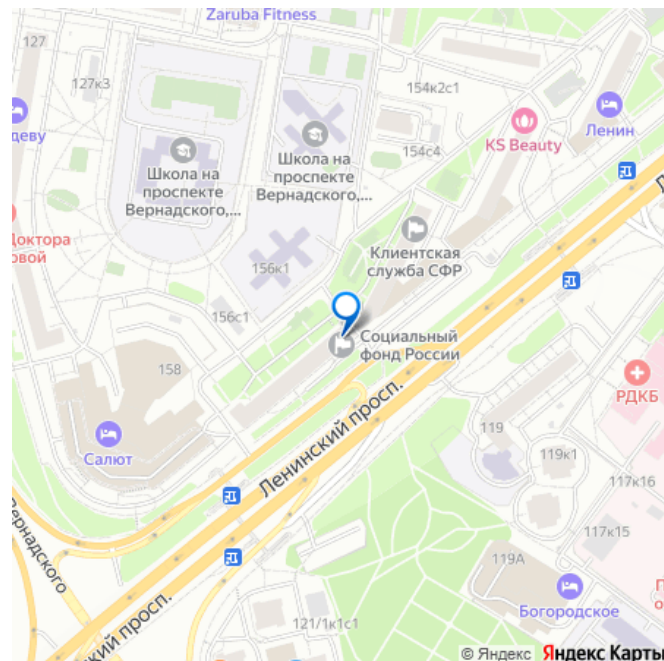 Zaruba Fitness
127
127к3
154к2с1
Ленин
KS Beauty
154с4
Школа на
проспекте
Вернадского,...
Школа на
проспекте
Вернадского,...
Доктора
Клиентская
служба СФР
156к1
156с1
Социальный
фонд России
158
Салют
РДКБ
119
119к1
117к16
117к15
Ленинский просп.
Вернадского
119А
Богородское
121/1к1с1
кий просп.
© Яндекс Яндекс Карты